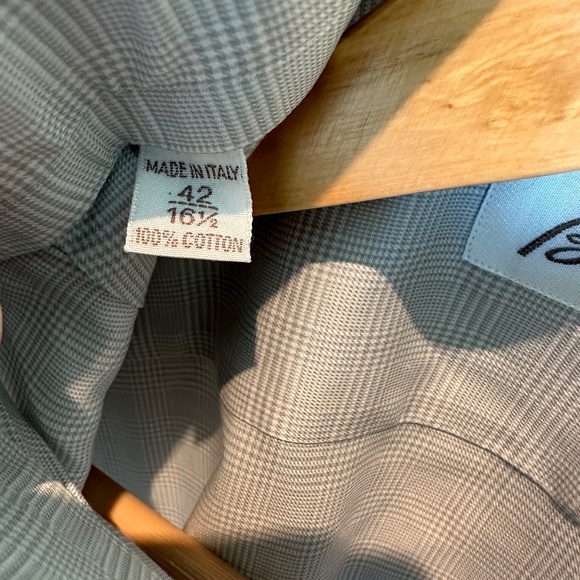 MADE IN ITALY
42
16½
100% COTTON